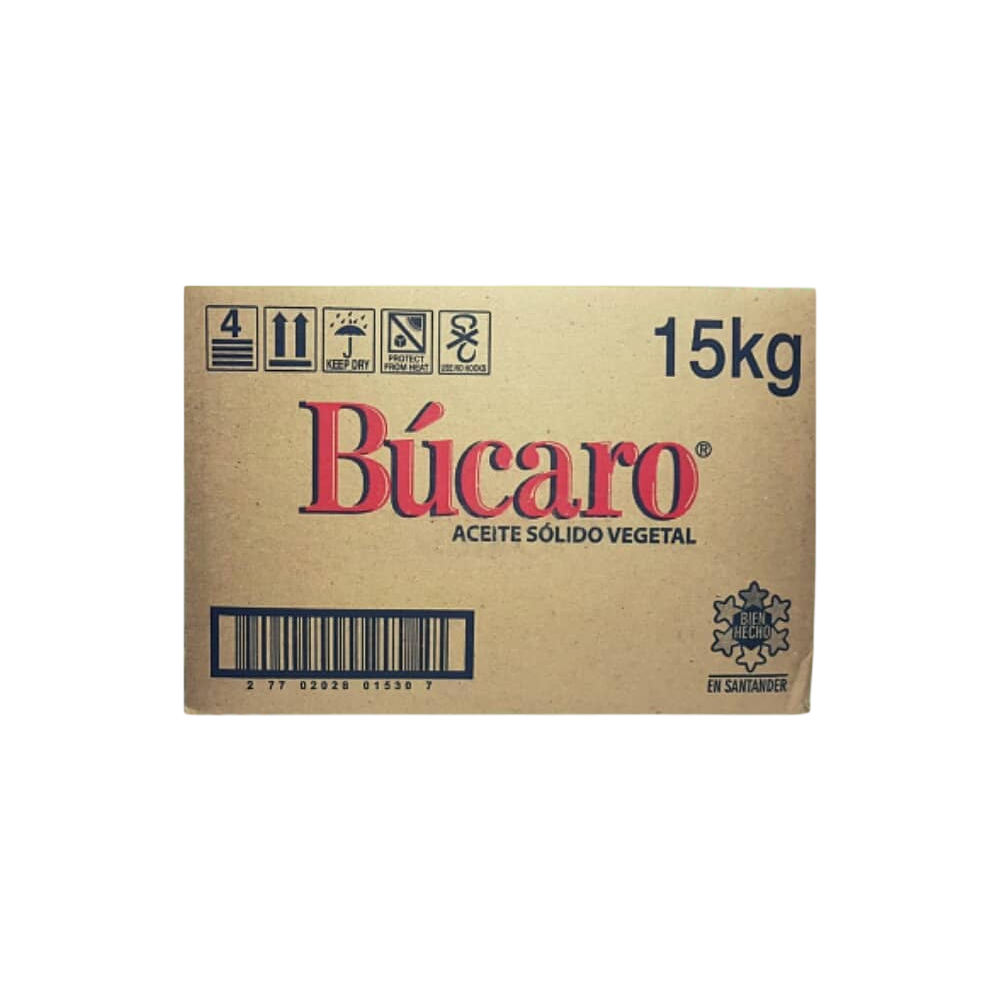 4
KEEP DRY
PROTECT
FROM HEAT
USE NO HOOKS
15kg
Búcaro®
ACEITE SÓLIDO VEGETAL
2 77 02028 01530 7
BIEN
HECHO
EN SANTANDER